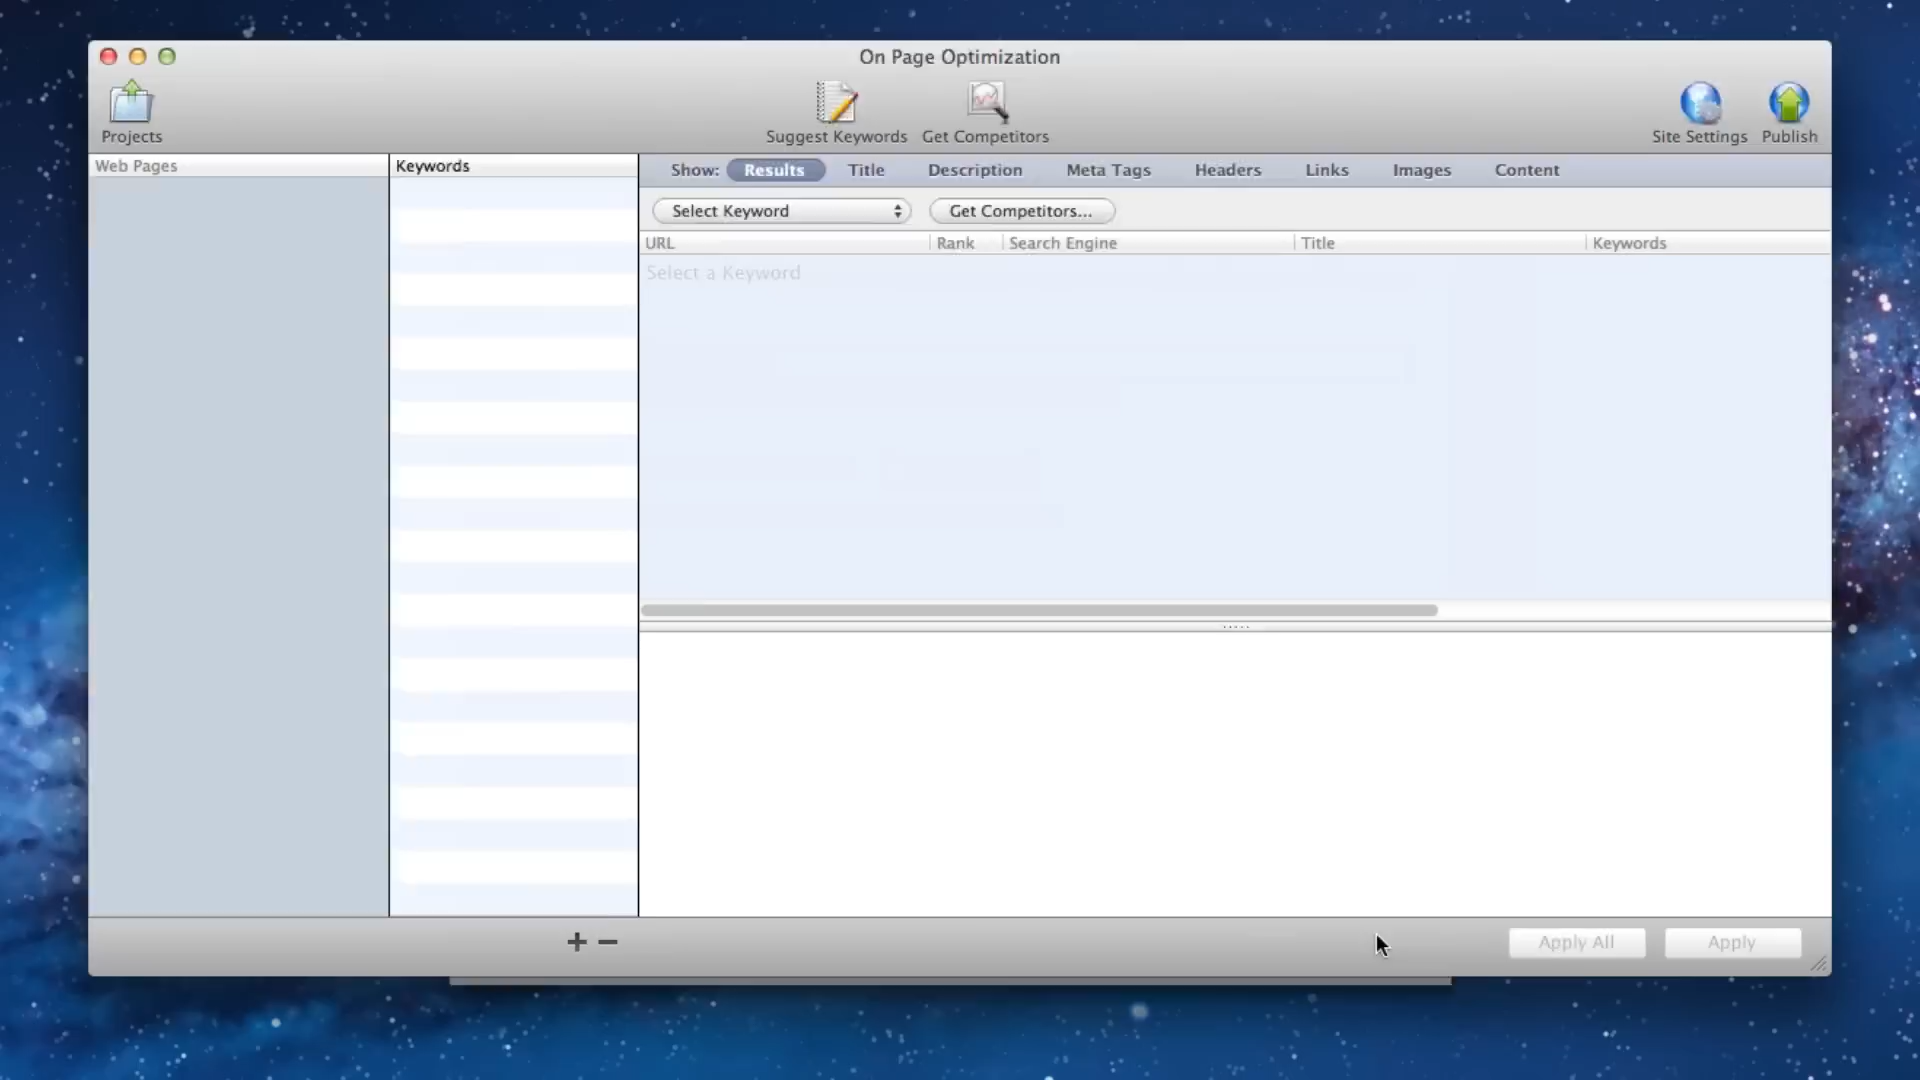 On Page Optimization
Projects
Suggest Keywords
Get Competitors
Site Settings
Publish
Web Pages
Keywords
Show: Results Title Description Meta Tags Headers Links Images Content
Select Keyword
Get Competitors...
URL Rank Search Engine Title Keywords
Select a Keyword
Apply All
Apply